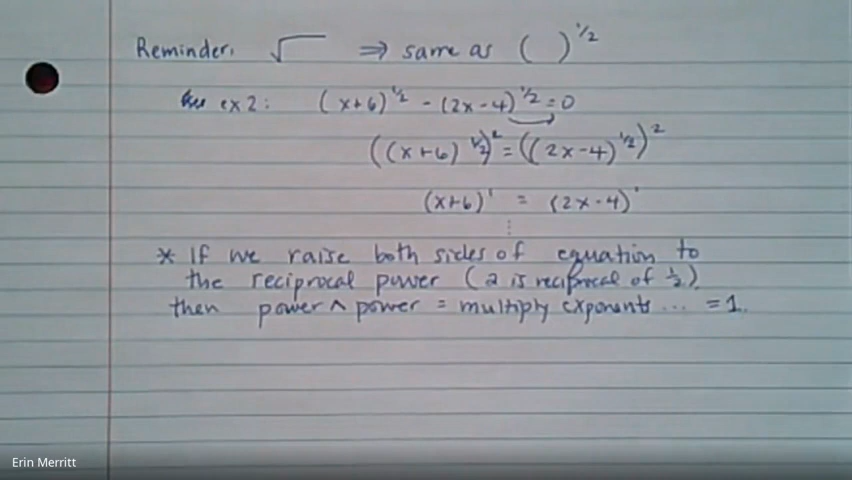 Reminder, √ ⇒ same as ( )^1/2
ex 2: (x+6)^1/2 - (2x-4)^1/2 = 0
((x+6)^1/2)^2 = ((2x-4)^1/2)^2
(x+6)^1 = (2x-4)^1
⋮
* If we raise both sides of equation to
the reciprocal power (2 is reciprocal of 1/2)
then power ^ power = multiply exponents ... = 1.
Erin Merritt